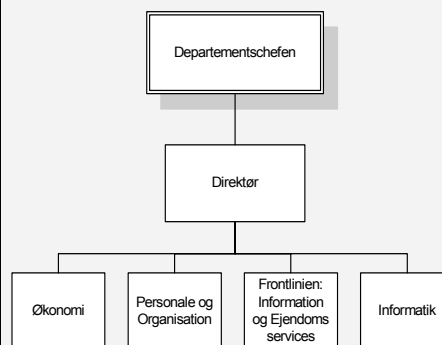 Departementschefen
Direktør
Økonomi
Personale og
Organisation
Frontlinien:
Information
og Ejendoms
services
Informatik